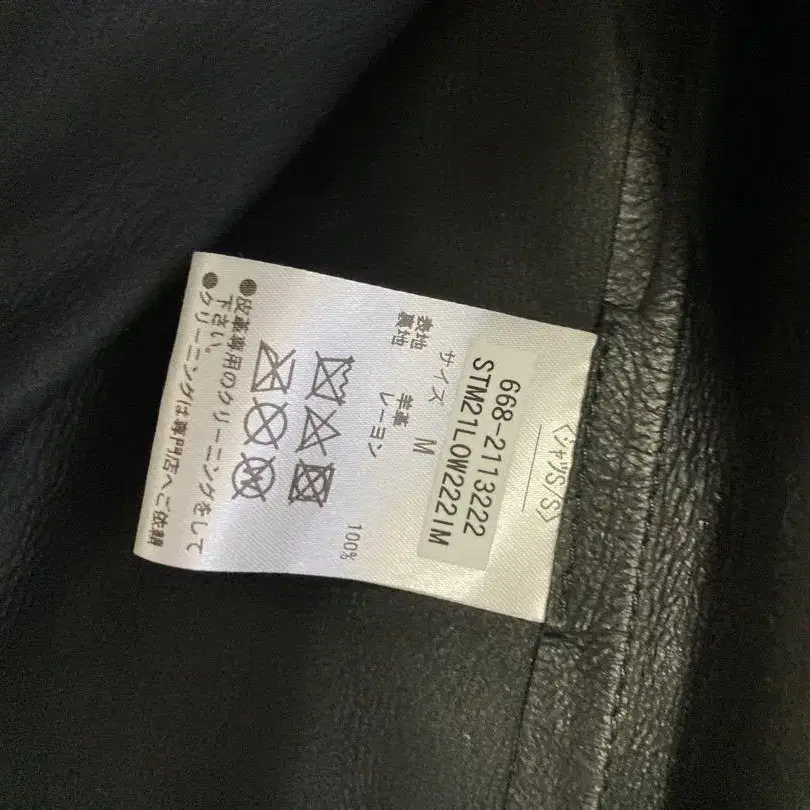 〈シャツS/S〉
668-2113222
STM21LOW2221M
サイズ M
表地 羊革
裏地 レーヨン 100%
●皮革専用のクリーニングをして
下さい。
●クリーニングは専門店へご依頼